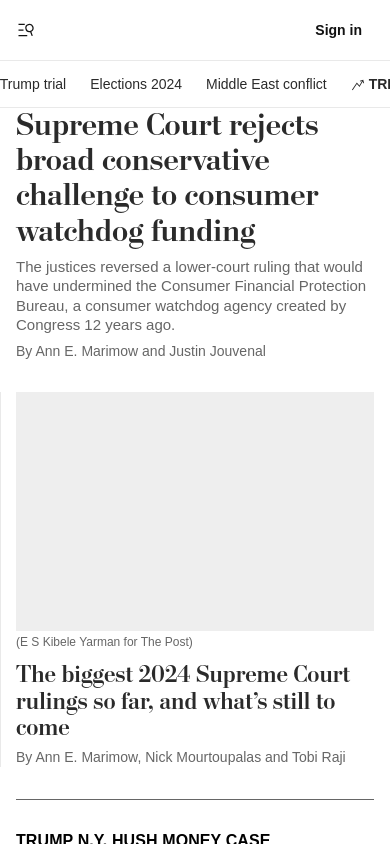 Sign in
Trump trial Elections 2024 Middle East conflict
Supreme Court rejects
broad conservative
challenge to consumer
watchdog funding
The justices reversed a lower-court ruling that would
have undermined the Consumer Financial Protection
Bureau, a consumer watchdog agency created by
Congress 12 years ago.
By Ann E. Marimow and Justin Jouvenal
(E S Kibele Yarman for The Post)
The biggest 2024 Supreme Court
rulings so far, and what’s still to
come
By Ann E. Marimow, Nick Mourtoupalas and Tobi Raji
TRUMP N.Y. HUSH MONEY CASE